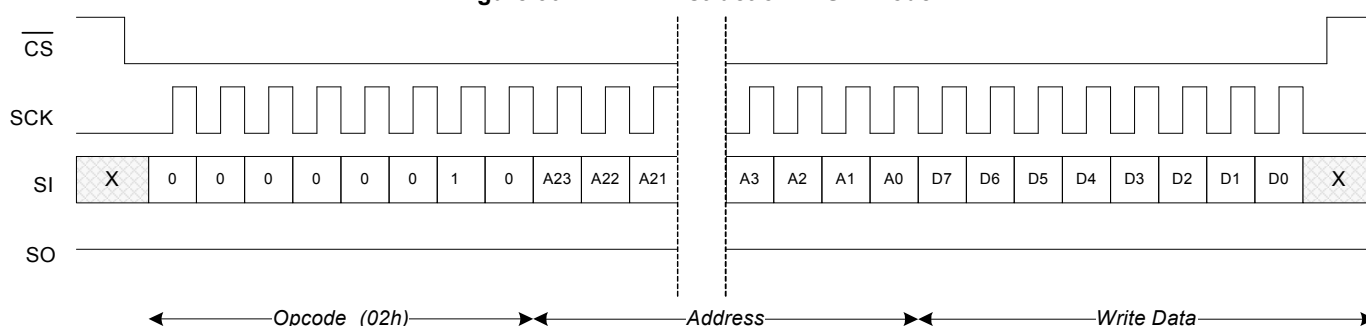 CS
SCK
SI X 0 0 0 0 0 0 1 0 A23 A22 A21 A3 A2 A1 A0 D7 D6 D5 D4 D3 D2 D1 D0 X
SO
Opcode (02h) Address Write Data